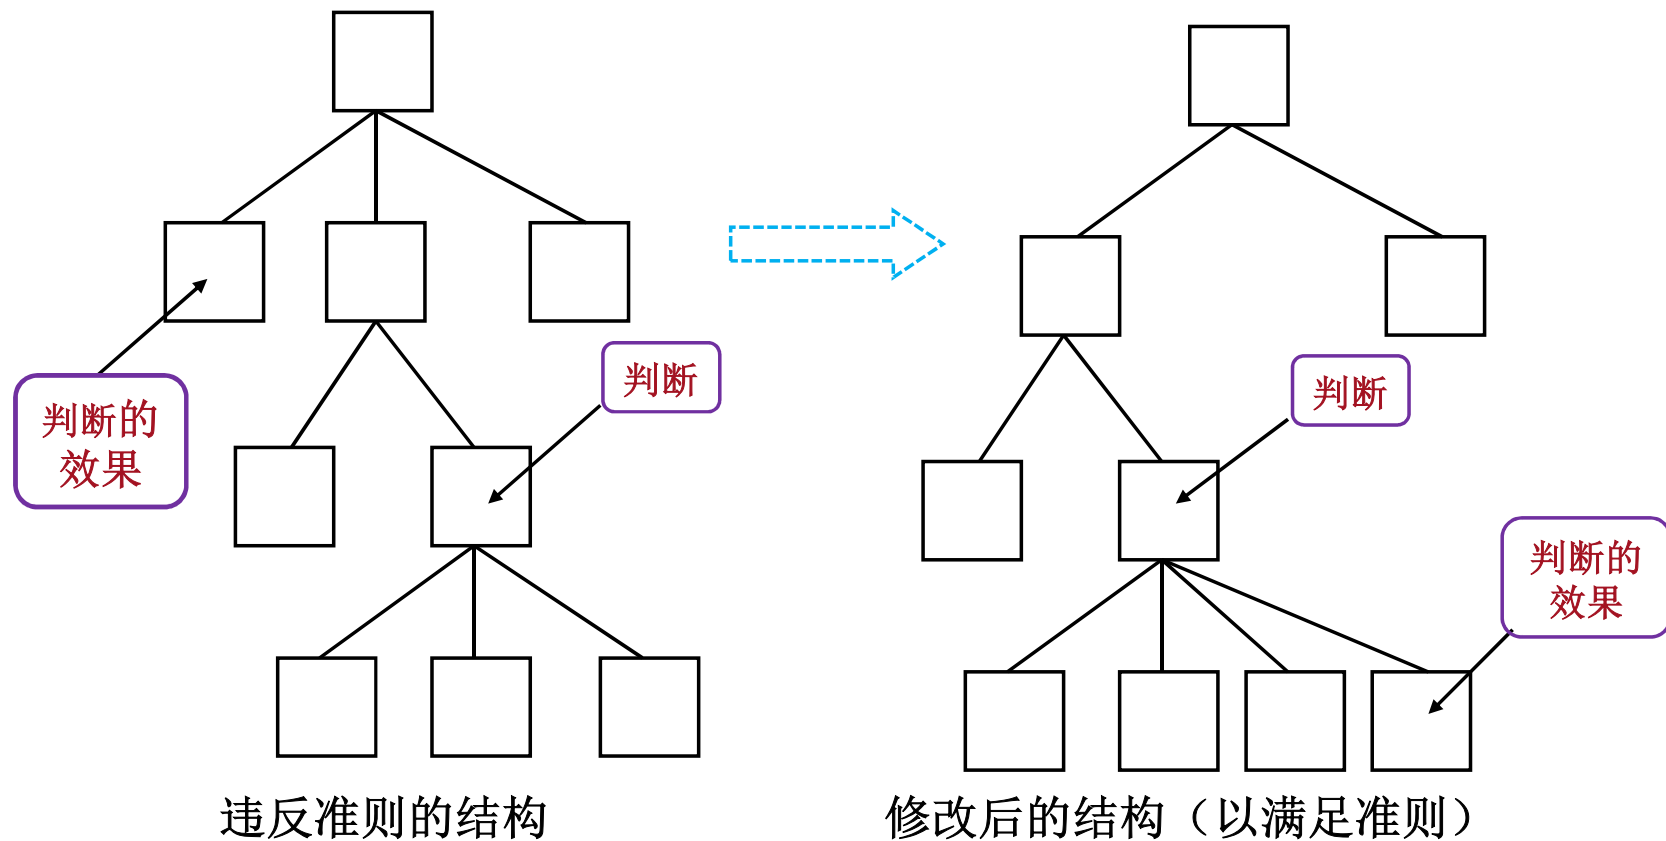 判断
判断
判断的
效果
判断的
效果
违反准则的结构
修改后的结构（以满足准则）